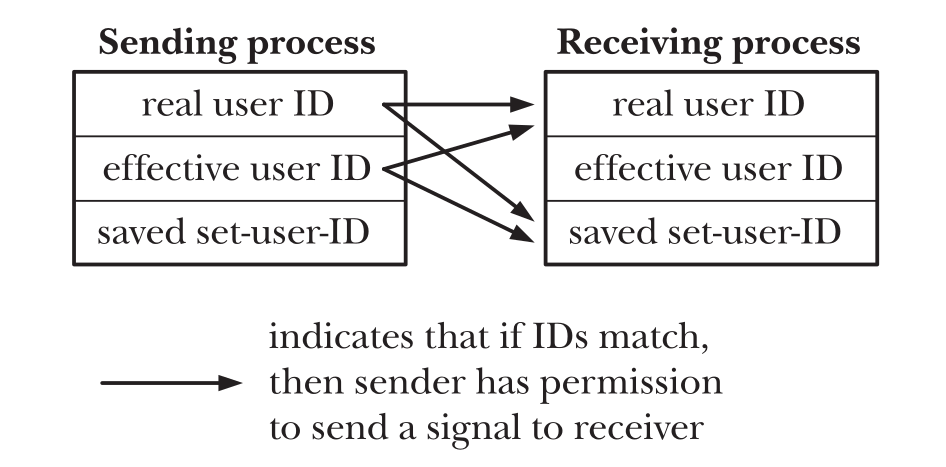 Sending process
Receiving process
real user ID
effective user ID
saved set-user-ID
real user ID
effective user ID
saved set-user-ID
indicates that if IDs match,
then sender has permission
to send a signal to receiver